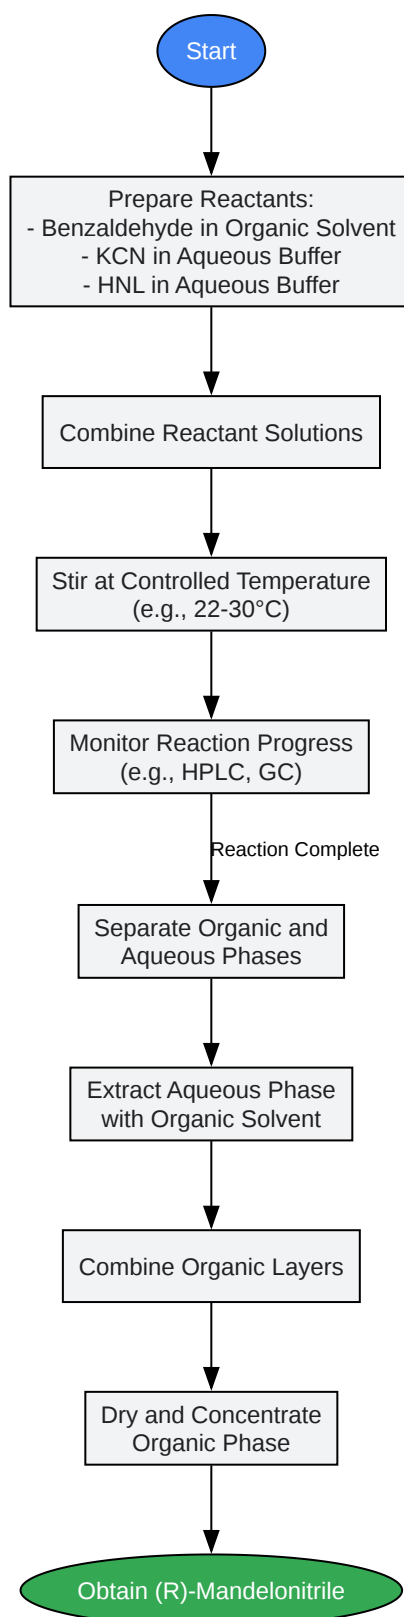 Start
Prepare Reactants:
- Benzaldehyde in Organic Solvent
- KCN in Aqueous Buffer
- HNL in Aqueous Buffer
Combine Reactant Solutions
Stir at Controlled Temperature
(e.g., 22-30°C)
Monitor Reaction Progress
(e.g., HPLC, GC)
Reaction Complete
Separate Organic and
Aqueous Phases
Extract Aqueous Phase
with Organic Solvent
Combine Organic Layers
Dry and Concentrate
Organic Phase
Obtain (R)-Mandelonitrile